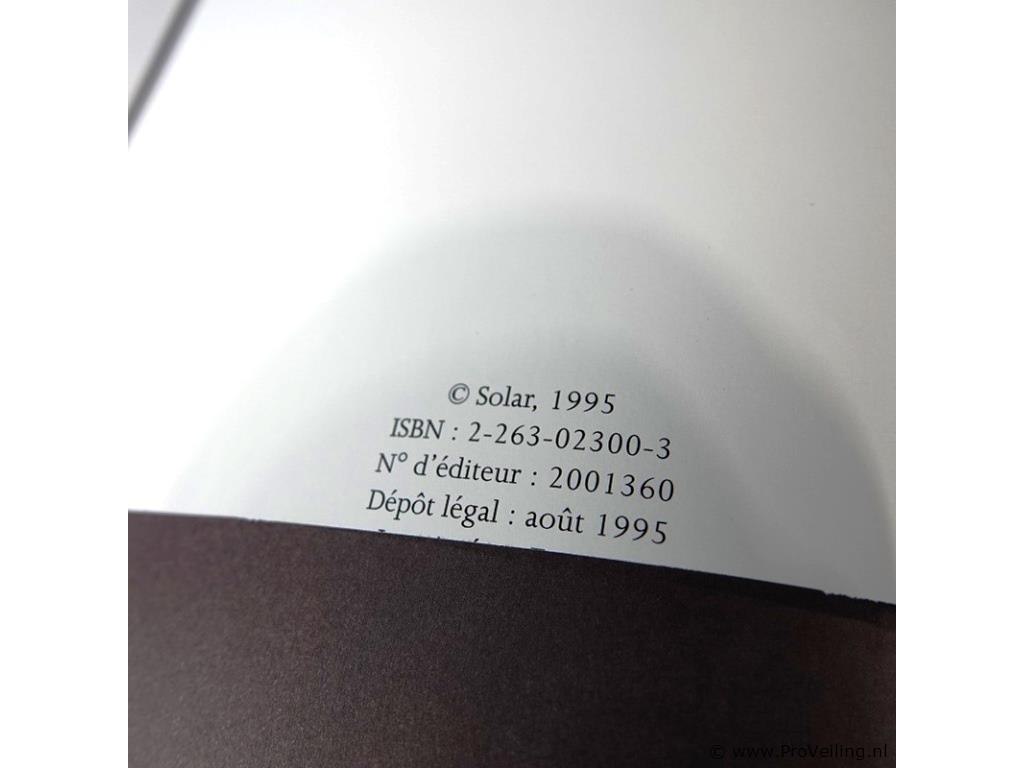 © Solar, 1995
ISBN : 2-263-02300-3
N° d'éditeur : 2001360
Dépôt légal : août 1995
© www.ProVeiling.nl